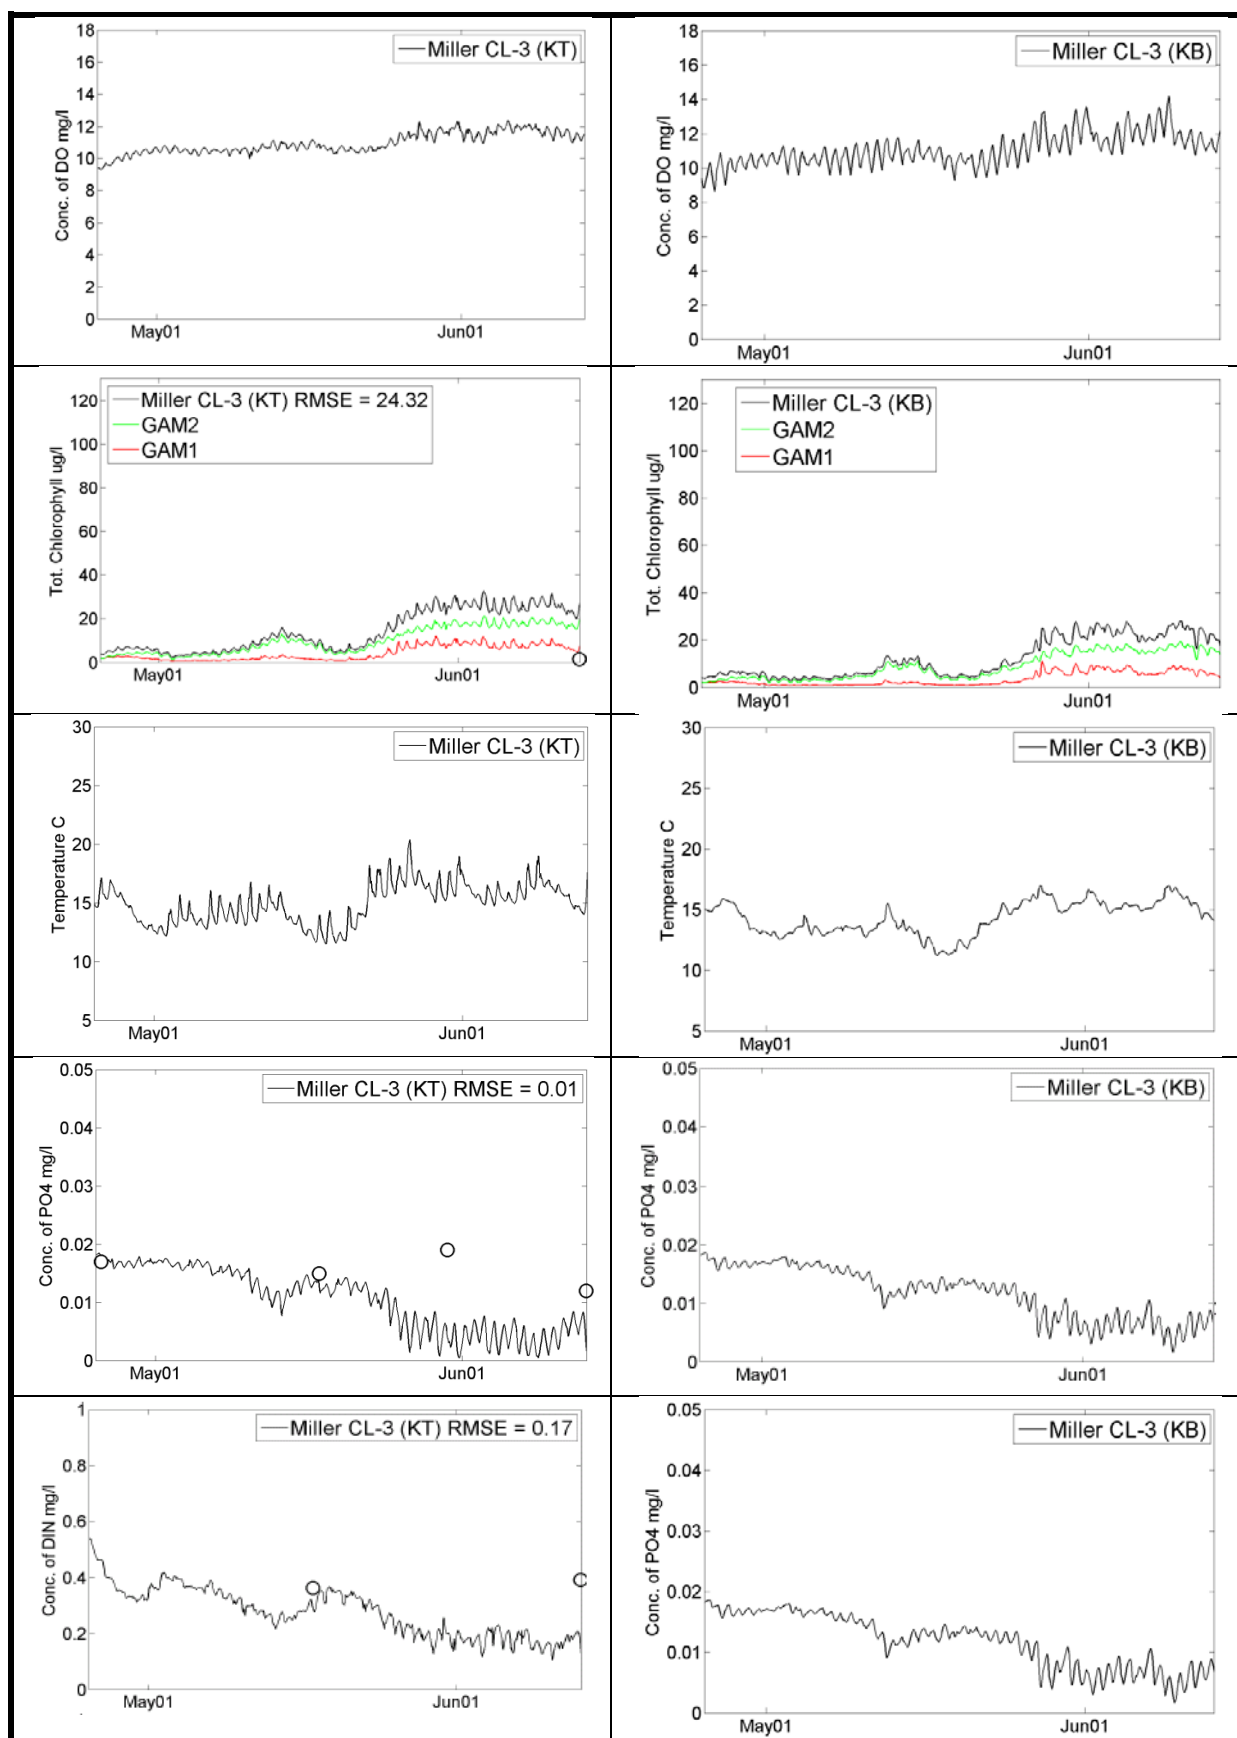 18
16
14
12
10
8
6
4
2
0
Conc. of DO mg/l
Miller CL-3 (KT)
May01 Jun01
18
16
14
12
10
8
6
4
2
0
Conc. of DO mg/l
Miller CL-3 (KB)
May01 Jun01
120
100
80
60
40
20
0
Tot. Chlorophyll ug/l
Miller CL-3 (KT) RMSE = 24.32
GAM2
GAM1
May01 Jun01
120
100
80
60
40
20
0
Tot. Chlorophyll ug/l
Miller CL-3 (KB)
GAM2
GAM1
May01 Jun01
30
25
20
15
10
5
Temperature C
Miller CL-3 (KT)
May01 Jun01
30
25
20
15
10
5
Temperature C
Miller CL-3 (KB)
May01 Jun01
0.05
0.04
0.03
0.02
0.01
0
Conc. of PO4 mg/l
Miller CL-3 (KT) RMSE = 0.01
May01 Jun01
0.05
0.04
0.03
0.02
0.01
0
Conc. of PO4 mg/l
Miller CL-3 (KB)
May01 Jun01
1
0.8
0.6
0.4
0.2
0
Conc. of DIN mg/l
Miller CL-3 (KT) RMSE = 0.17
May01 Jun01
0.05
0.04
0.03
0.02
0.01
0
Conc. of PO4 mg/l
Miller CL-3 (KB)
May01 Jun01